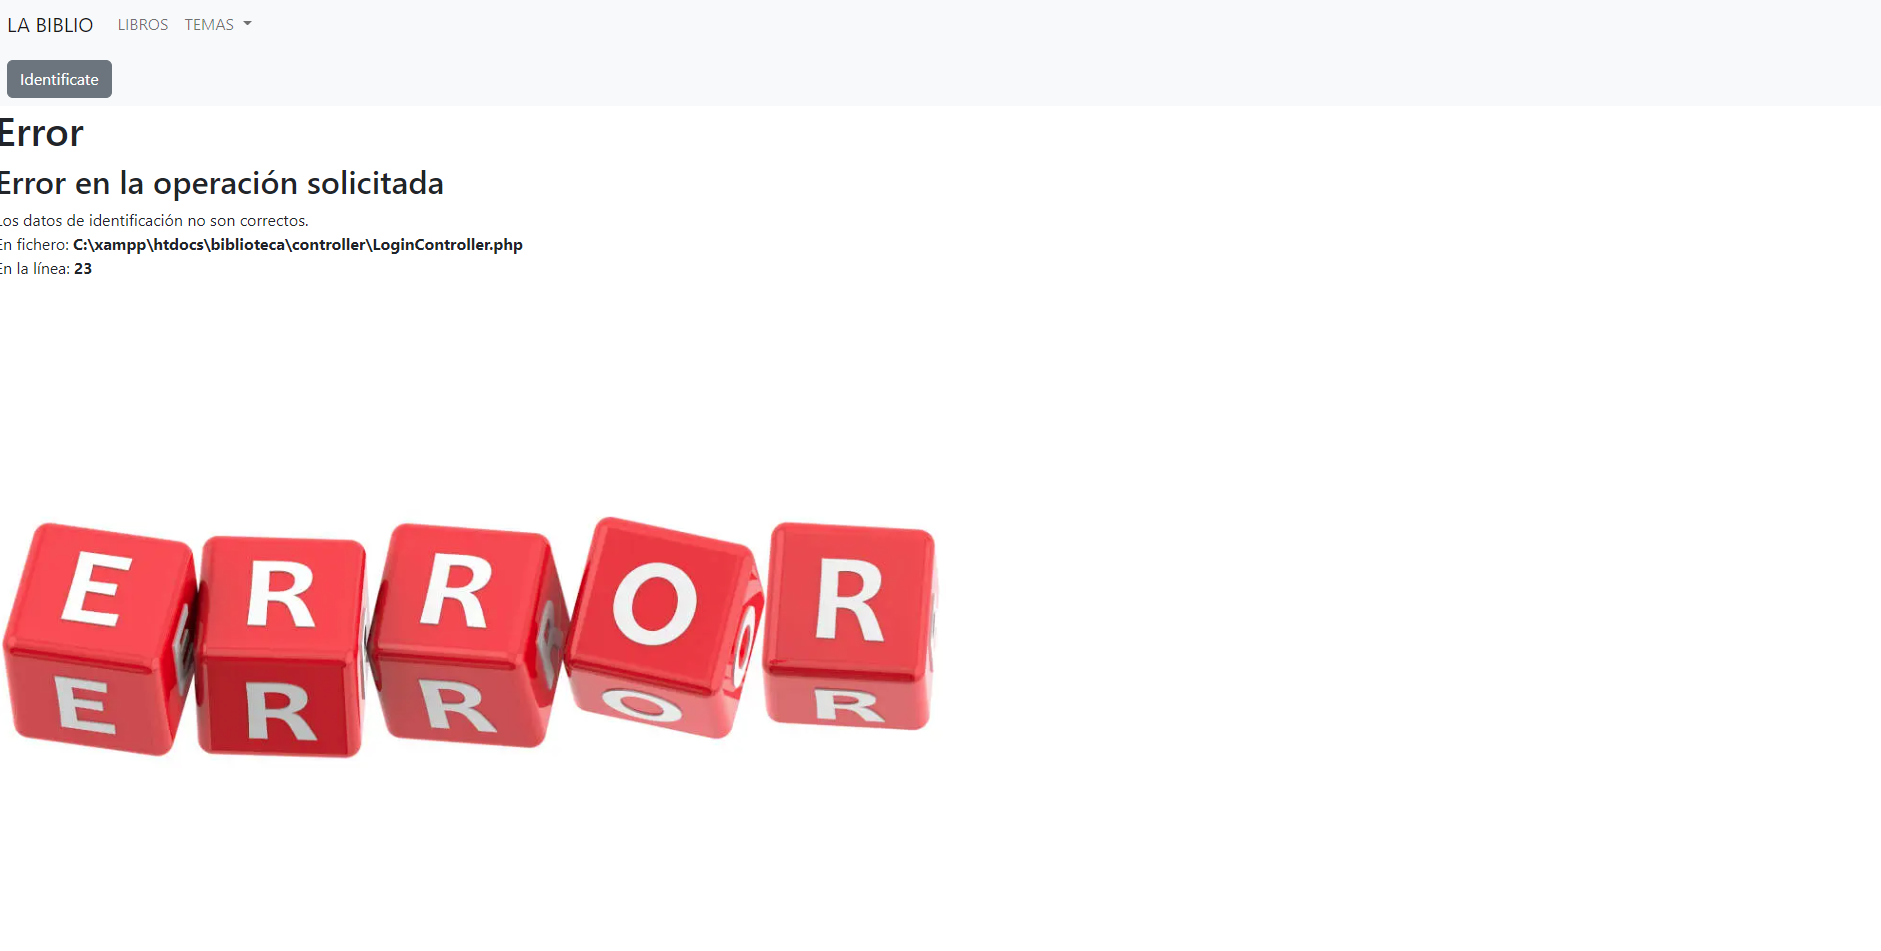 LA BIBLIO LIBROS TEMAS
Identificate
Error
Error en la operación solicitada
Los datos de identificación no son correctos.
En fichero: C:\xampp\htdocs\biblioteca\controller\LoginController.php
En la línea: 23
E R R O R
E R R O R